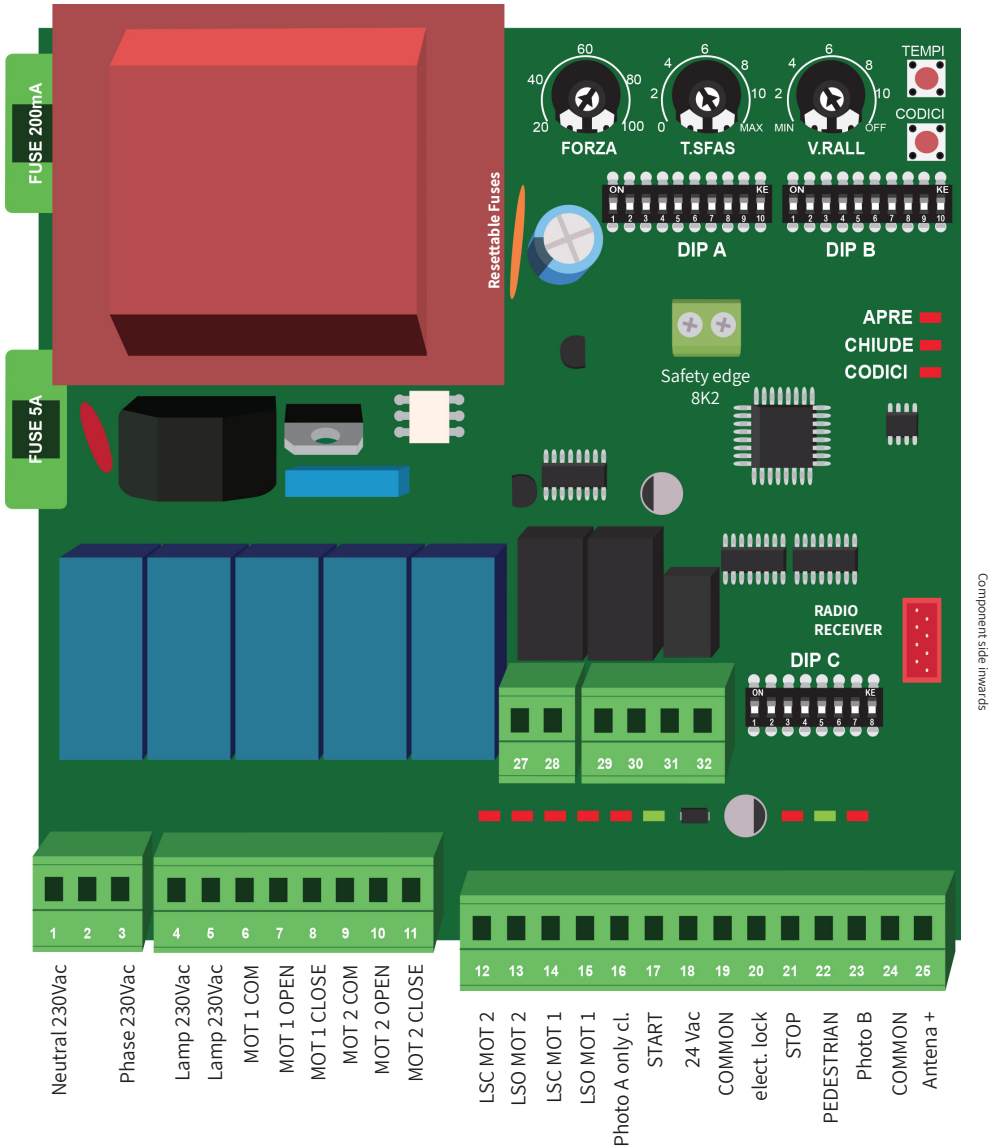 FUSE 200mA
FUSE 5A
Resettable Fuses
60
40 80
20 100
FORZA
6
4 8
2 10
0 MAX
T.SFAS
6
4 8
2 10
MIN OFF
V.RALL
TEMPI
CODICI
ON KE
1 2 3 4 5 6 7 8 9 10
DIP A
ON KE
1 2 3 4 5 6 7 8 9 10
DIP B
APRE
CHIUDE
CODICI
Safety edge
8K2
Component side inwards
RADIO
RECEIVER
DIP C
ON KE
1 2 3 4 5 6 7 8
27 28 29 30 31 32
1 2 3 4 5 6 7 8 9 10 11
12 13 14 15 16 17 18 19 20 21 22 23 24 25
Neutral 230Vac
Phase 230Vac
Lamp 230Vac
Lamp 230Vac
MOT 1 COM
MOT 1 OPEN
MOT 1 CLOSE
MOT 2 COM
MOT 2 OPEN
MOT 2 CLOSE
LSC MOT 2
LSO MOT 2
LSC MOT 1
LSO MOT 1
Photo A only cl.
START
24 Vac
COMMON
elect. lock
STOP
PEDESTRIAN
Photo B
COMMON
Antena +